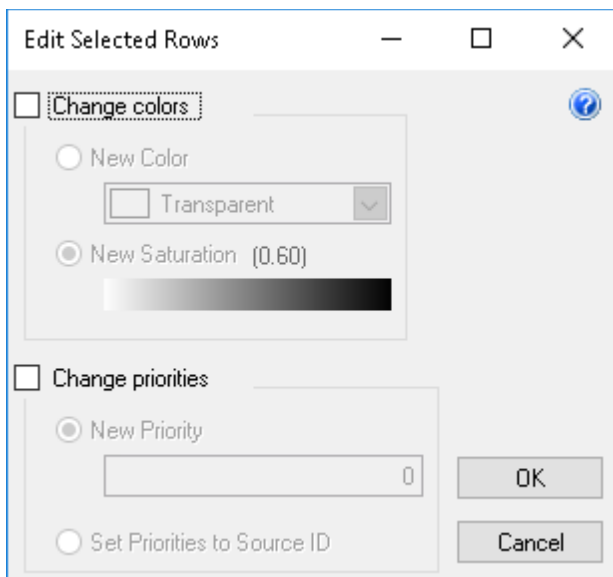 Edit Selected Rows
Change colors
?
New Color
Transparent
New Saturation (0.60)
Change priorities
New Priority
0
OK
Set Priorities to Source ID
Cancel